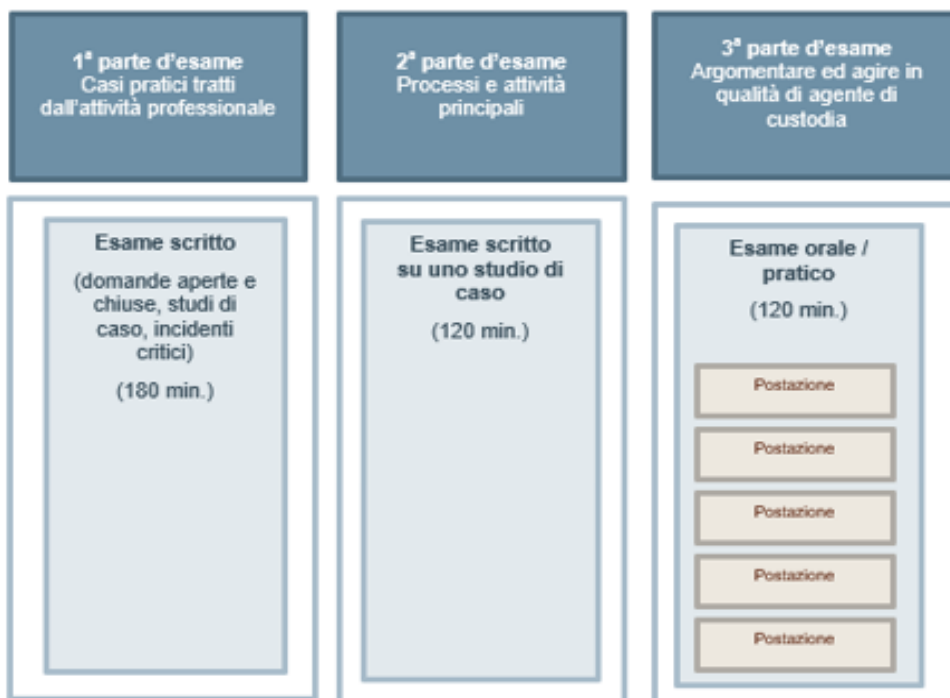 1ª parte d'esame
Casi pratici tratti
dall'attività professionale
2ª parte d'esame
Processi e attività
principali
3ª parte d'esame
Argomentare ed agire in
qualità di agente di
custodia
Esame scritto
(domande aperte e
chiuse, studi di
caso, incidenti
critici)
(180 min.)
Esame scritto
su uno studio di
caso
(120 min.)
Esame orale /
pratico
(120 min.)
Postazione
Postazione
Postazione
Postazione
Postazione